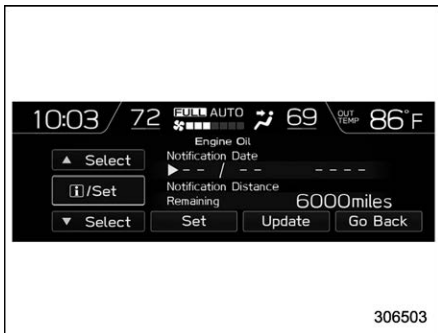 10:03 72 FULL AUTO 69 OUT TEMP 86°F
Engine Oil
▲ Select Notification Date
▶-- / -- ----
i/Set Notification Distance
Remaining 6000miles
▼ Select Set Update Go Back
306503